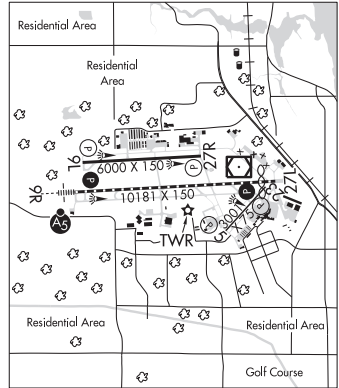 Residential Area
Residential
Area
9L
27R
6000 X 150
P
P
P
P
9R
27L
10181 X 150
A5
TWR
Residential Area
Residential Area
Golf Course